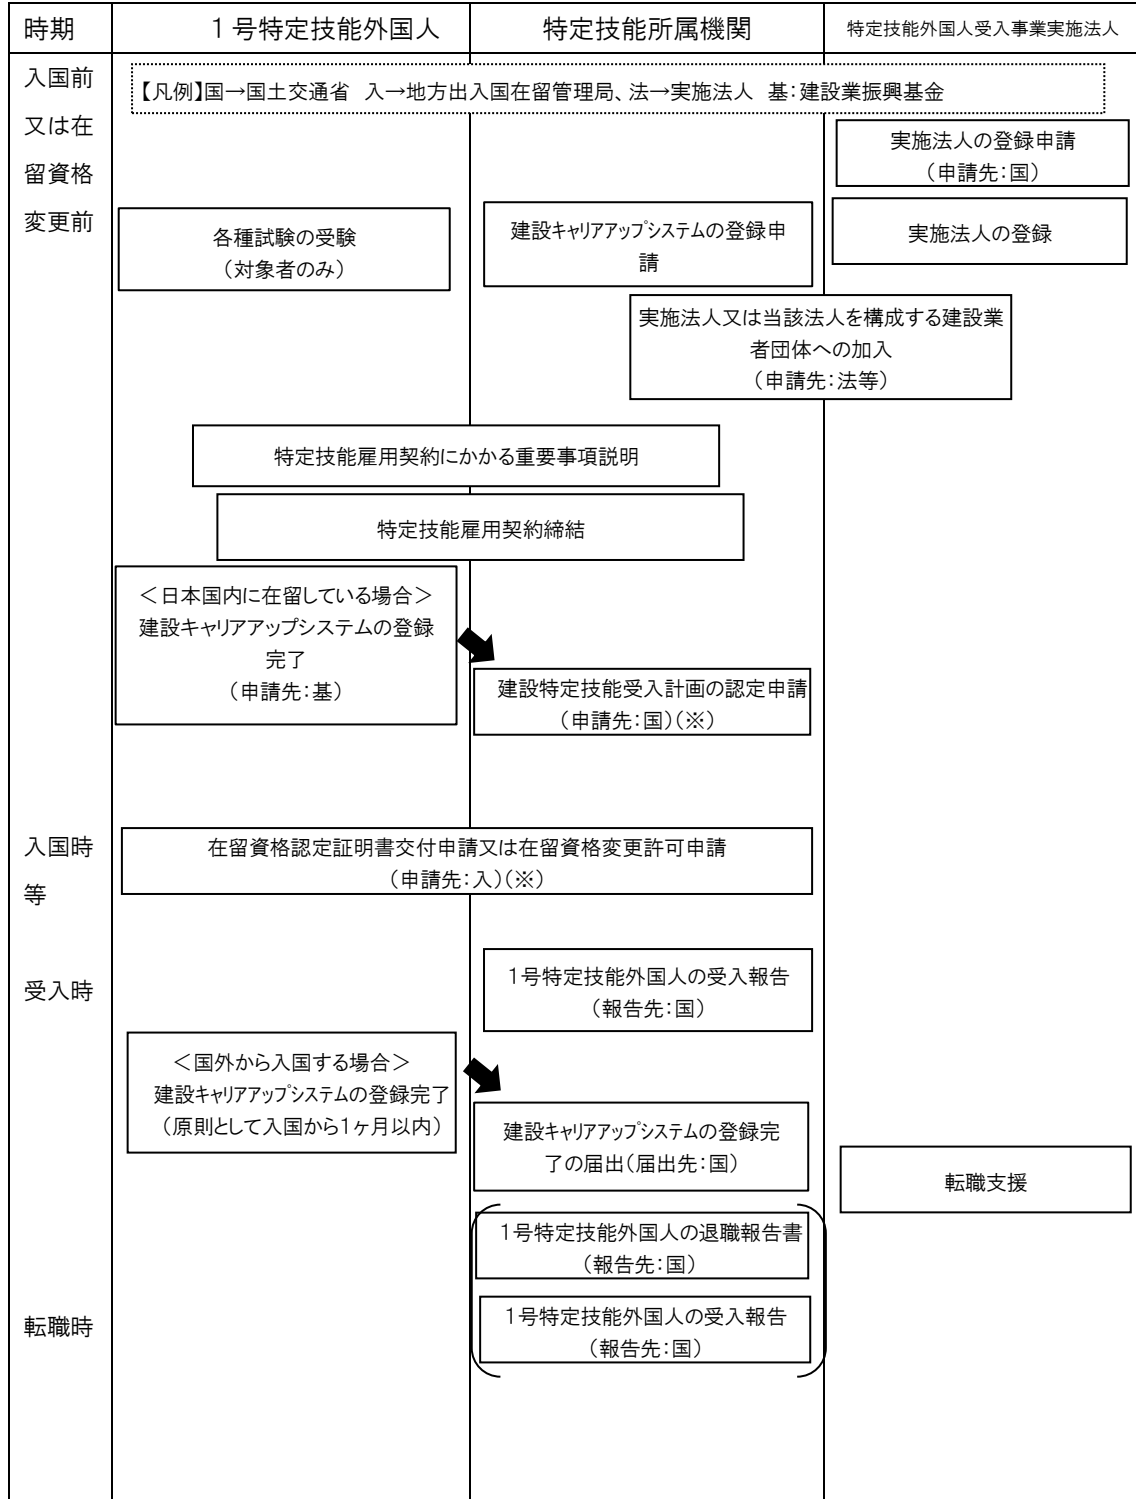 時期
1号特定技能外国人
特定技能所属機関
特定技能外国人受入事業実施法人
入国前
又は在
留資格
変更前
【凡例】国→国土交通省　入→地方出入国在留管理局、法→実施法人　基：建設業振興基金
実施法人の登録申請
（申請先：国）
各種試験の受験
（対象者のみ）
建設キャリアアップシステムの登録申
請
実施法人の登録
実施法人又は当該法人を構成する建設業
者団体への加入
（申請先：法等）
特定技能雇用契約にかかる重要事項説明
特定技能雇用契約締結
＜日本国内に在留している場合＞
建設キャリアアップシステムの登録
完了
（申請先：基）
建設特定技能受入計画の認定申請
（申請先：国）（※）
入国時
等
在留資格認定証明書交付申請又は在留資格変更許可申請
（申請先：入）（※）
受入時
1号特定技能外国人の受入報告
（報告先：国）
＜国外から入国する場合＞
建設キャリアアップシステムの登録完了
（原則として入国から1ヶ月以内）
建設キャリアアップシステムの登録完
了の届出（届出先：国）
転職支援
転職時
1号特定技能外国人の退職報告書
（報告先：国）
1号特定技能外国人の受入報告
（報告先：国）